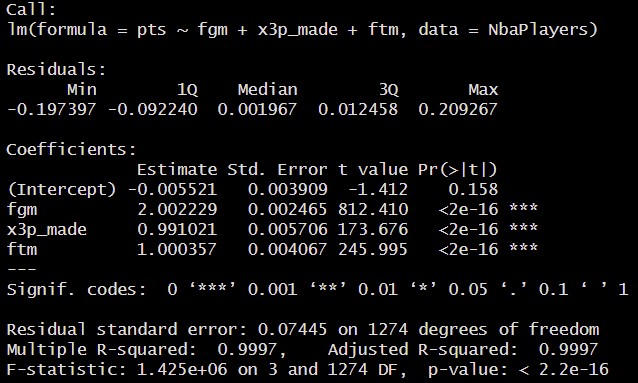 Call:
lm(formula = pts ~ fgm + x3p_made + ftm, data = NbaPlayers)
Residuals:
Min 1Q Median 3Q Max
-0.197397 -0.092240 0.001967 0.012458 0.209267
Coefficients:
Estimate Std. Error t value Pr(>|t|)
(Intercept) -0.005521 0.003909 -1.412 0.158
fgm 2.002229 0.002465 812.410 <2e-16 ***
x3p_made 0.991021 0.005706 173.676 <2e-16 ***
ftm 1.000357 0.004067 245.995 <2e-16 ***
---
Signif. codes: 0 ‘***’ 0.001 ‘**’ 0.01 ‘*’ 0.05 ‘.’ 0.1 ‘ ’ 1
Residual standard error: 0.07445 on 1274 degrees of freedom
Multiple R-squared: 0.9997, Adjusted R-squared: 0.9997
F-statistic: 1.425e+06 on 3 and 1274 DF, p-value: < 2.2e-16